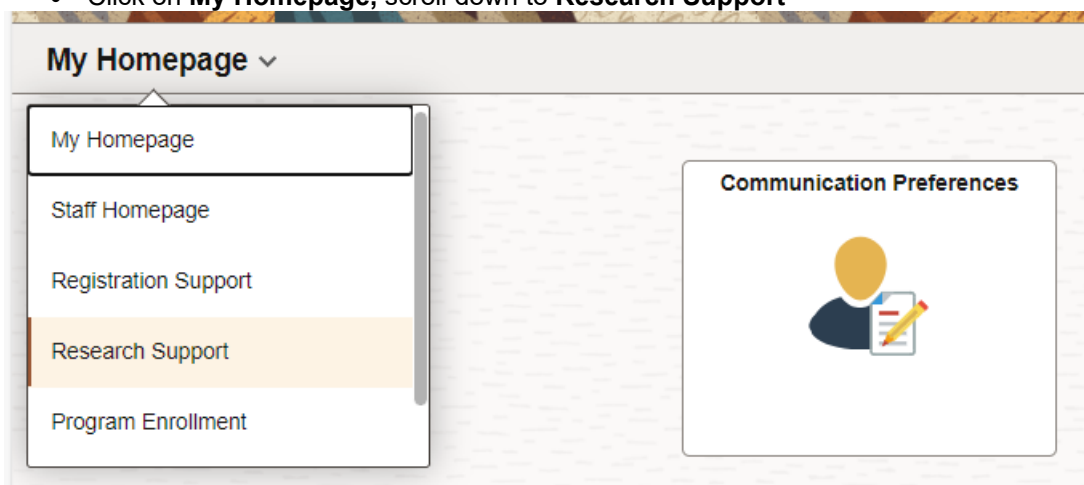 • Click on My Homepage, scroll down to Research Support
My Homepage
My Homepage
Staff Homepage
Registration Support
Research Support
Program Enrollment
Communication Preferences